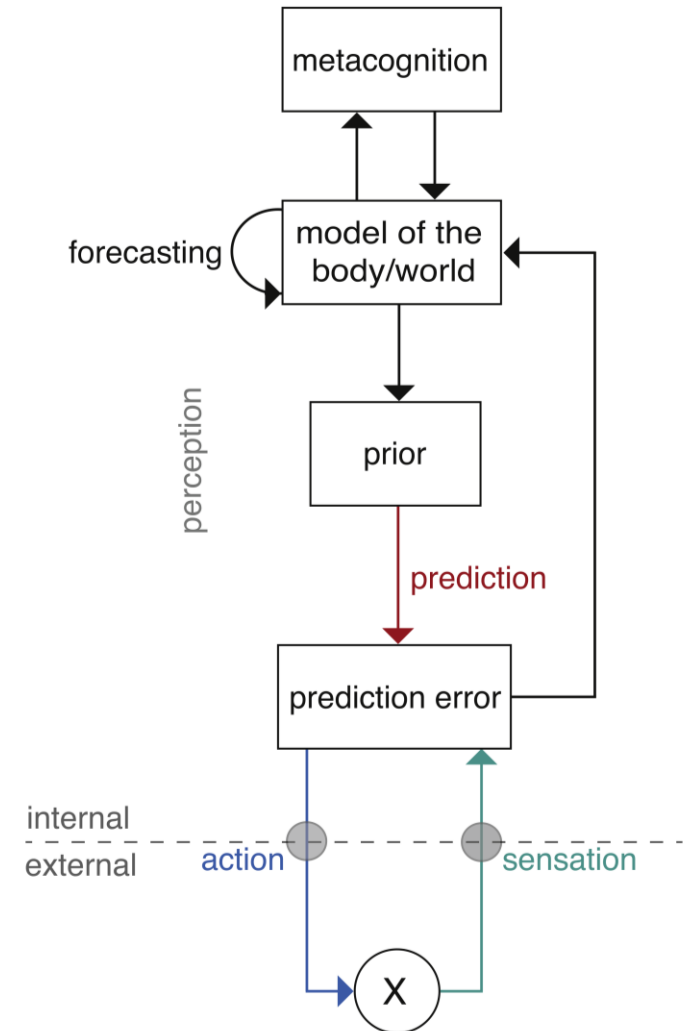 metacognition
forecasting
model of the
body/world
perception
prior
prediction
prediction error
internal
external
action
sensation
X